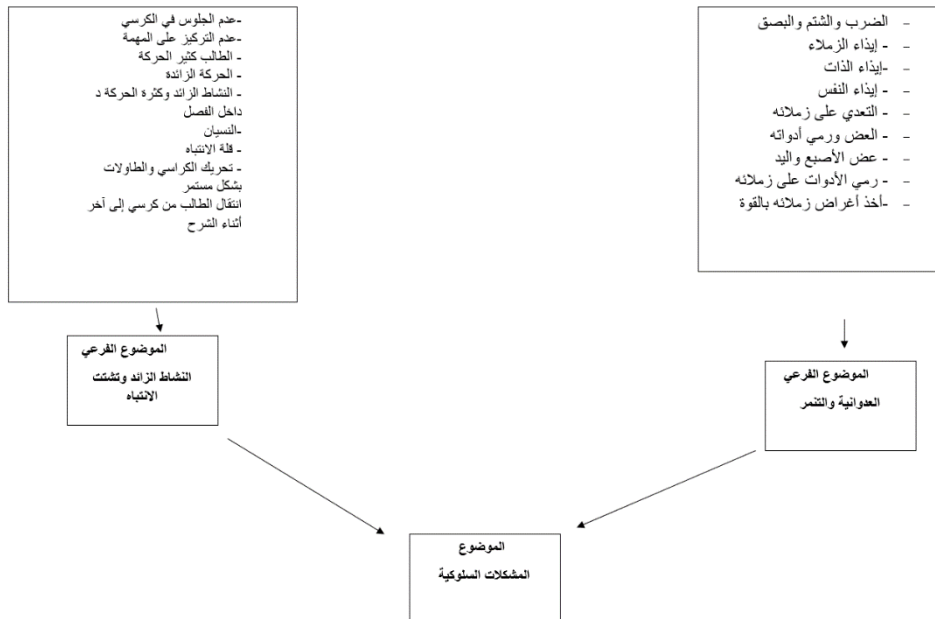 – الضرب والشتم والبصق
– - إيذاء الزملاء
– -إيذاء الذات
– - إيذاء النفس
– - التعدي على زملائه
– - العض ورمي أدواته
– - عض الأصبع واليد
– - رمي الأدوات على زملائه
– -أخذ أغراض زملائه بالقوة
-عدم الجلوس في الكرسي
-عدم التركيز على المهمة
- الطالب كثير الحركة
- الحركة الزائدة
- النشاط الزائد وكثرة الحركة د
داخل الفصل
-النسيان
- قلة الانتباه
- تحريك الكراسي والطاولات
بشكل مستمر
انتقال الطالب من كرسي إلى آخر
أثناء الشرح
الموضوع الفرعي
العدوانية والتنمر
الموضوع الفرعي
النشاط الزائد وتشتت
الانتباه
الموضوع
المشكلات السلوكية